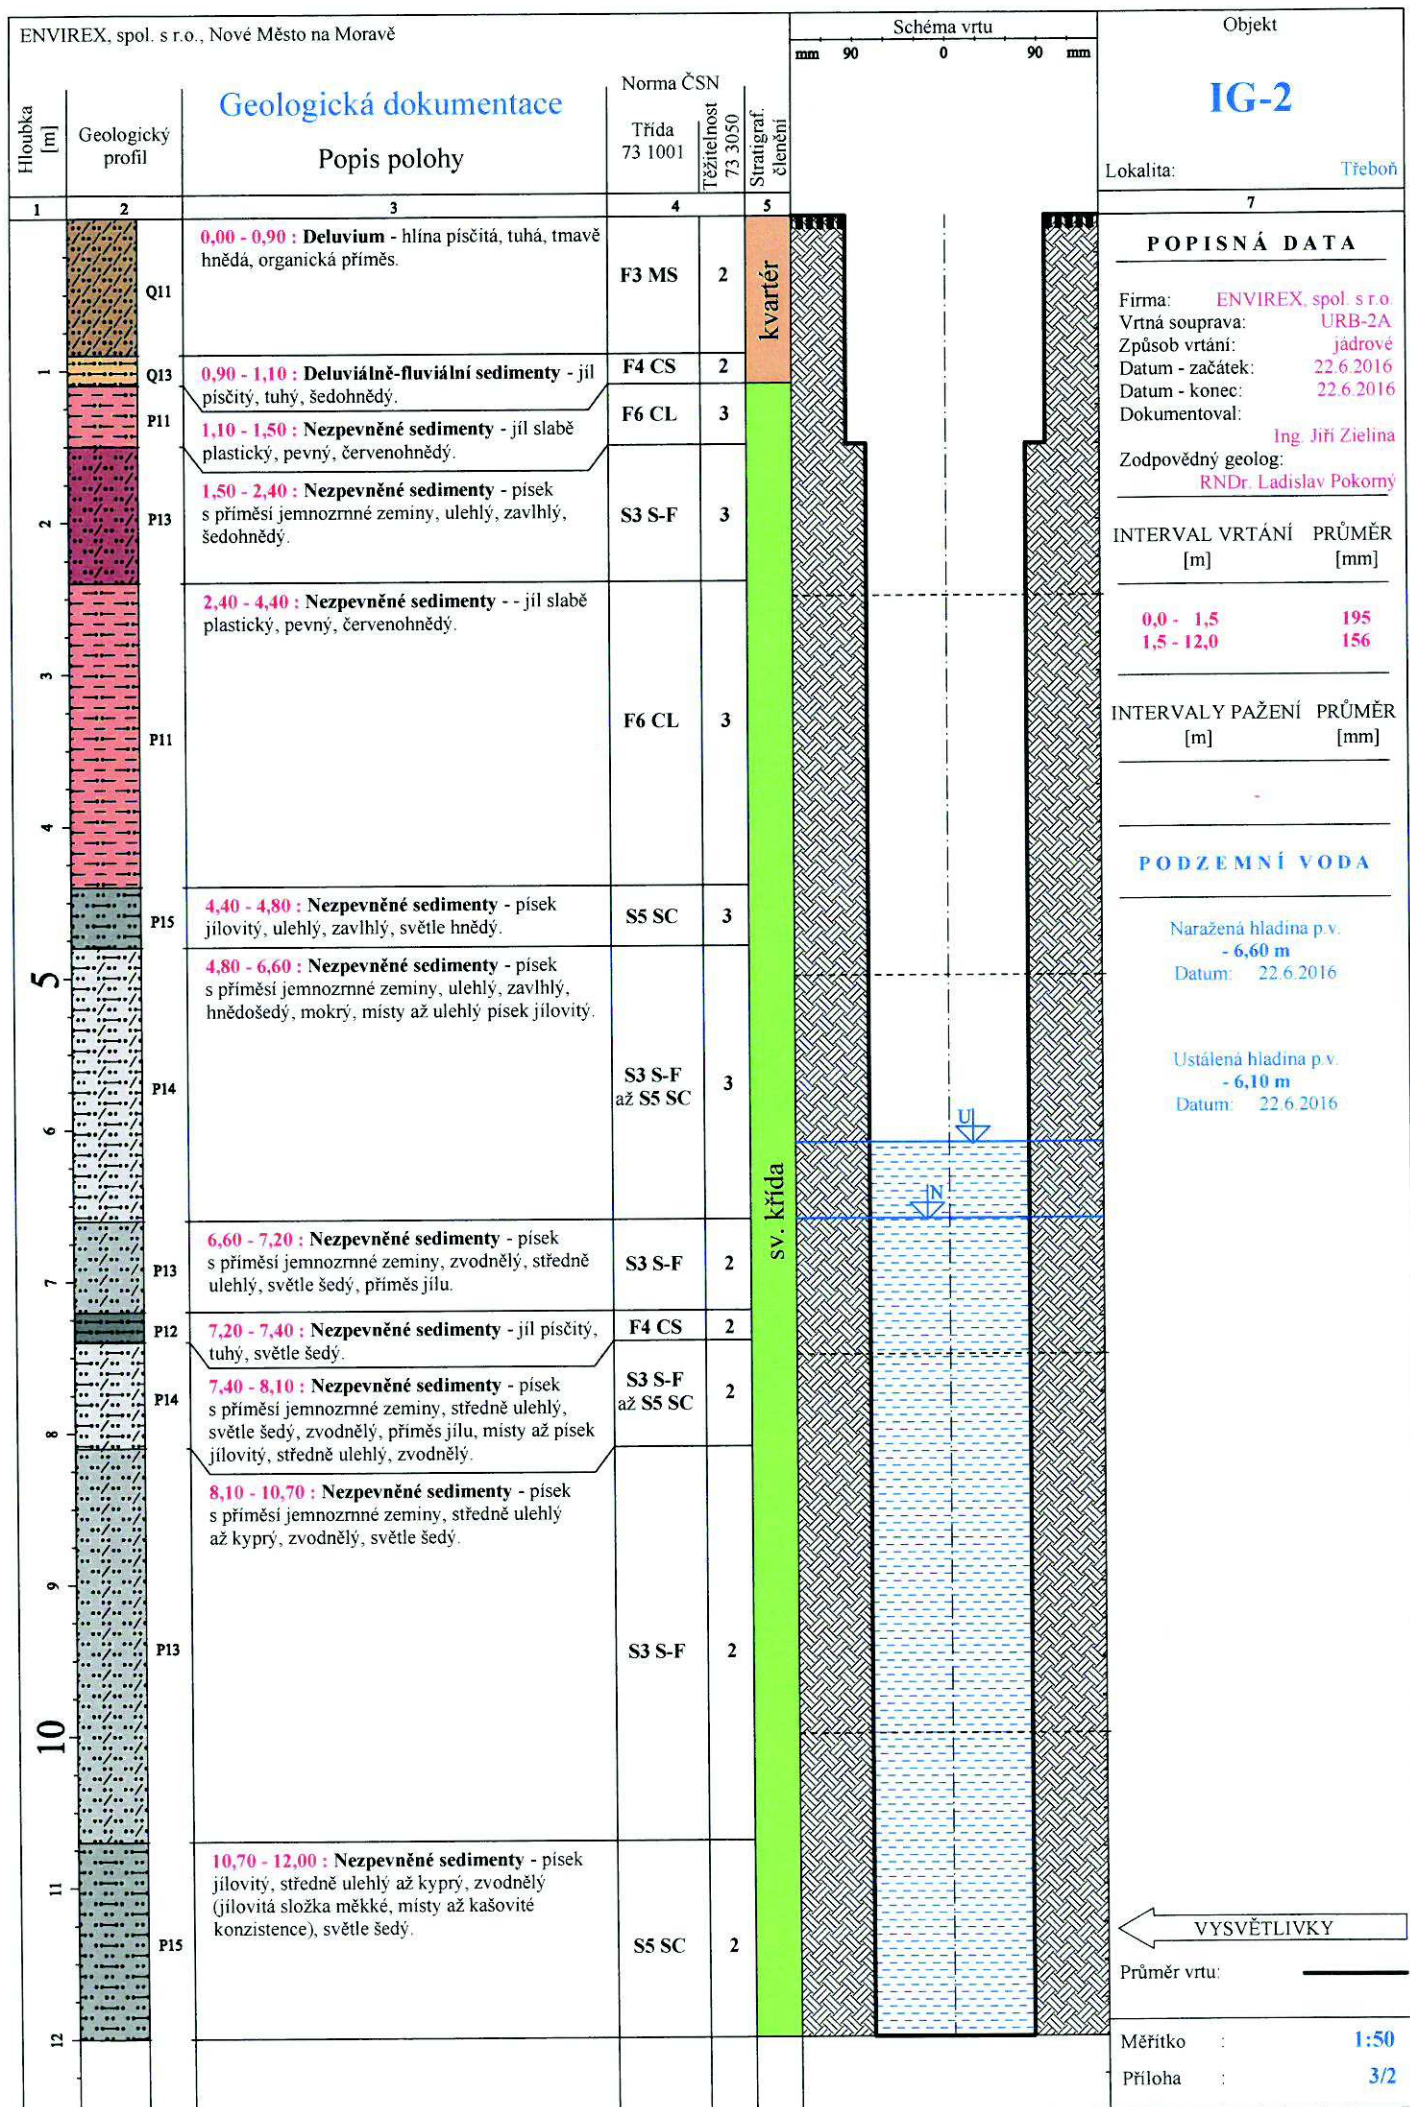 ENVIREX, spol. s r.o., Nové Město na Moravě
Hloubka
[m]
Geologický
profil
Geologická dokumentace
Popis polohy
Norma ČSN
Třída
73 1001
Těžitelnost
73 3050
Stratigraf.
členění
Schéma vrtu
mm 90 0 90 mm
Objekt
IG-2
Lokalita: Třeboň
1 2 3 4 5 7
0,00 - 0,90 : Deluvium - hlína písčitá, tuhá, tmavě
hnědá, organická příměs.
Q11
F3 MS 2
kvartér
1
Q13
0,90 - 1,10 : Deluviálně-fluviální sedimenty - jíl
písčitý, tuhý, šedohnědý.
F4 CS 2
P11
1,10 - 1,50 : Nezpevněné sedimenty - jíl slabě
plastický, pevný, červenohnědý.
F6 CL 3
2
P13
1,50 - 2,40 : Nezpevněné sedimenty - písek
s příměsí jemnozrnné zeminy, ulehlý, zavlhlý,
šedohnědý.
S3 S-F 3
2,40 - 4,40 : Nezpevněné sedimenty - - jíl slabě
plastický, pevný, červenohnědý.
3
P11
F6 CL 3
4
P15
4,40 - 4,80 : Nezpevněné sedimenty - písek
jílovitý, ulehlý, zavlhlý, světle hnědý.
S5 SC 3
5
4,80 - 6,60 : Nezpevněné sedimenty - písek
s příměsí jemnozrnné zeminy, ulehlý, zavlhlý,
hnědošedý, mokrý, místy až ulehlý písek jílovitý.
P14
S3 S-F
až S5 SC
3
6
U
N
sv. křída
6,60 - 7,20 : Nezpevněné sedimenty - písek
s příměsí jemnozrnné zeminy, zvodnělý, středně
ulehlý, světle šedý, příměs jílu.
P13
S3 S-F 2
7
P12
7,20 - 7,40 : Nezpevněné sedimenty - jíl písčitý,
tuhý, světle šedý.
F4 CS 2
P14
7,40 - 8,10 : Nezpevněné sedimenty - písek
s příměsí jemnozrnné zeminy, středně ulehlý,
světle šedý, zvodnělý, příměs jílu, místy až písek
jílovitý, středně ulehlý, zvodnělý.
S3 S-F
až S5 SC
2
8
8,10 - 10,70 : Nezpevněné sedimenty - písek
s příměsí jemnozrnné zeminy, středně ulehlý
až kyprý, zvodnělý, světle šedý.
9
P13
S3 S-F 2
10
10,70 - 12,00 : Nezpevněné sedimenty - písek
jílovitý, středně ulehlý až kyprý, zvodnělý
(jílovitá složka měkké, místy až kašovité
konzistence), světle šedý.
11
P15
S5 SC 2
12
POPISNÁ DATA
Firma: ENVIREX, spol. s r.o.
Vrtná souprava: URB-2A
Způsob vrtání: jádrové
Datum - začátek: 22.6.2016
Datum - konec: 22.6.2016
Dokumentoval:
Ing. Jiří Zielina
Zodpovědný geolog:
RNDr. Ladislav Pokorný
INTERVAL VRTÁNÍ PRŮMĚR
[m] [mm]
0,0 - 1,5 195
1,5 - 12,0 156
INTERVALY PAŽENÍ PRŮMĚR
[m] [mm]
-
PODZEMNÍ VODA
Naražená hladina p.v.
- 6,60 m
Datum: 22.6.2016
Ustálená hladina p.v.
- 6,10 m
Datum: 22.6.2016
VYSVĚTLIVKY
Průměr vrtu:
Měřítko : 1:50
Příloha : 3/2